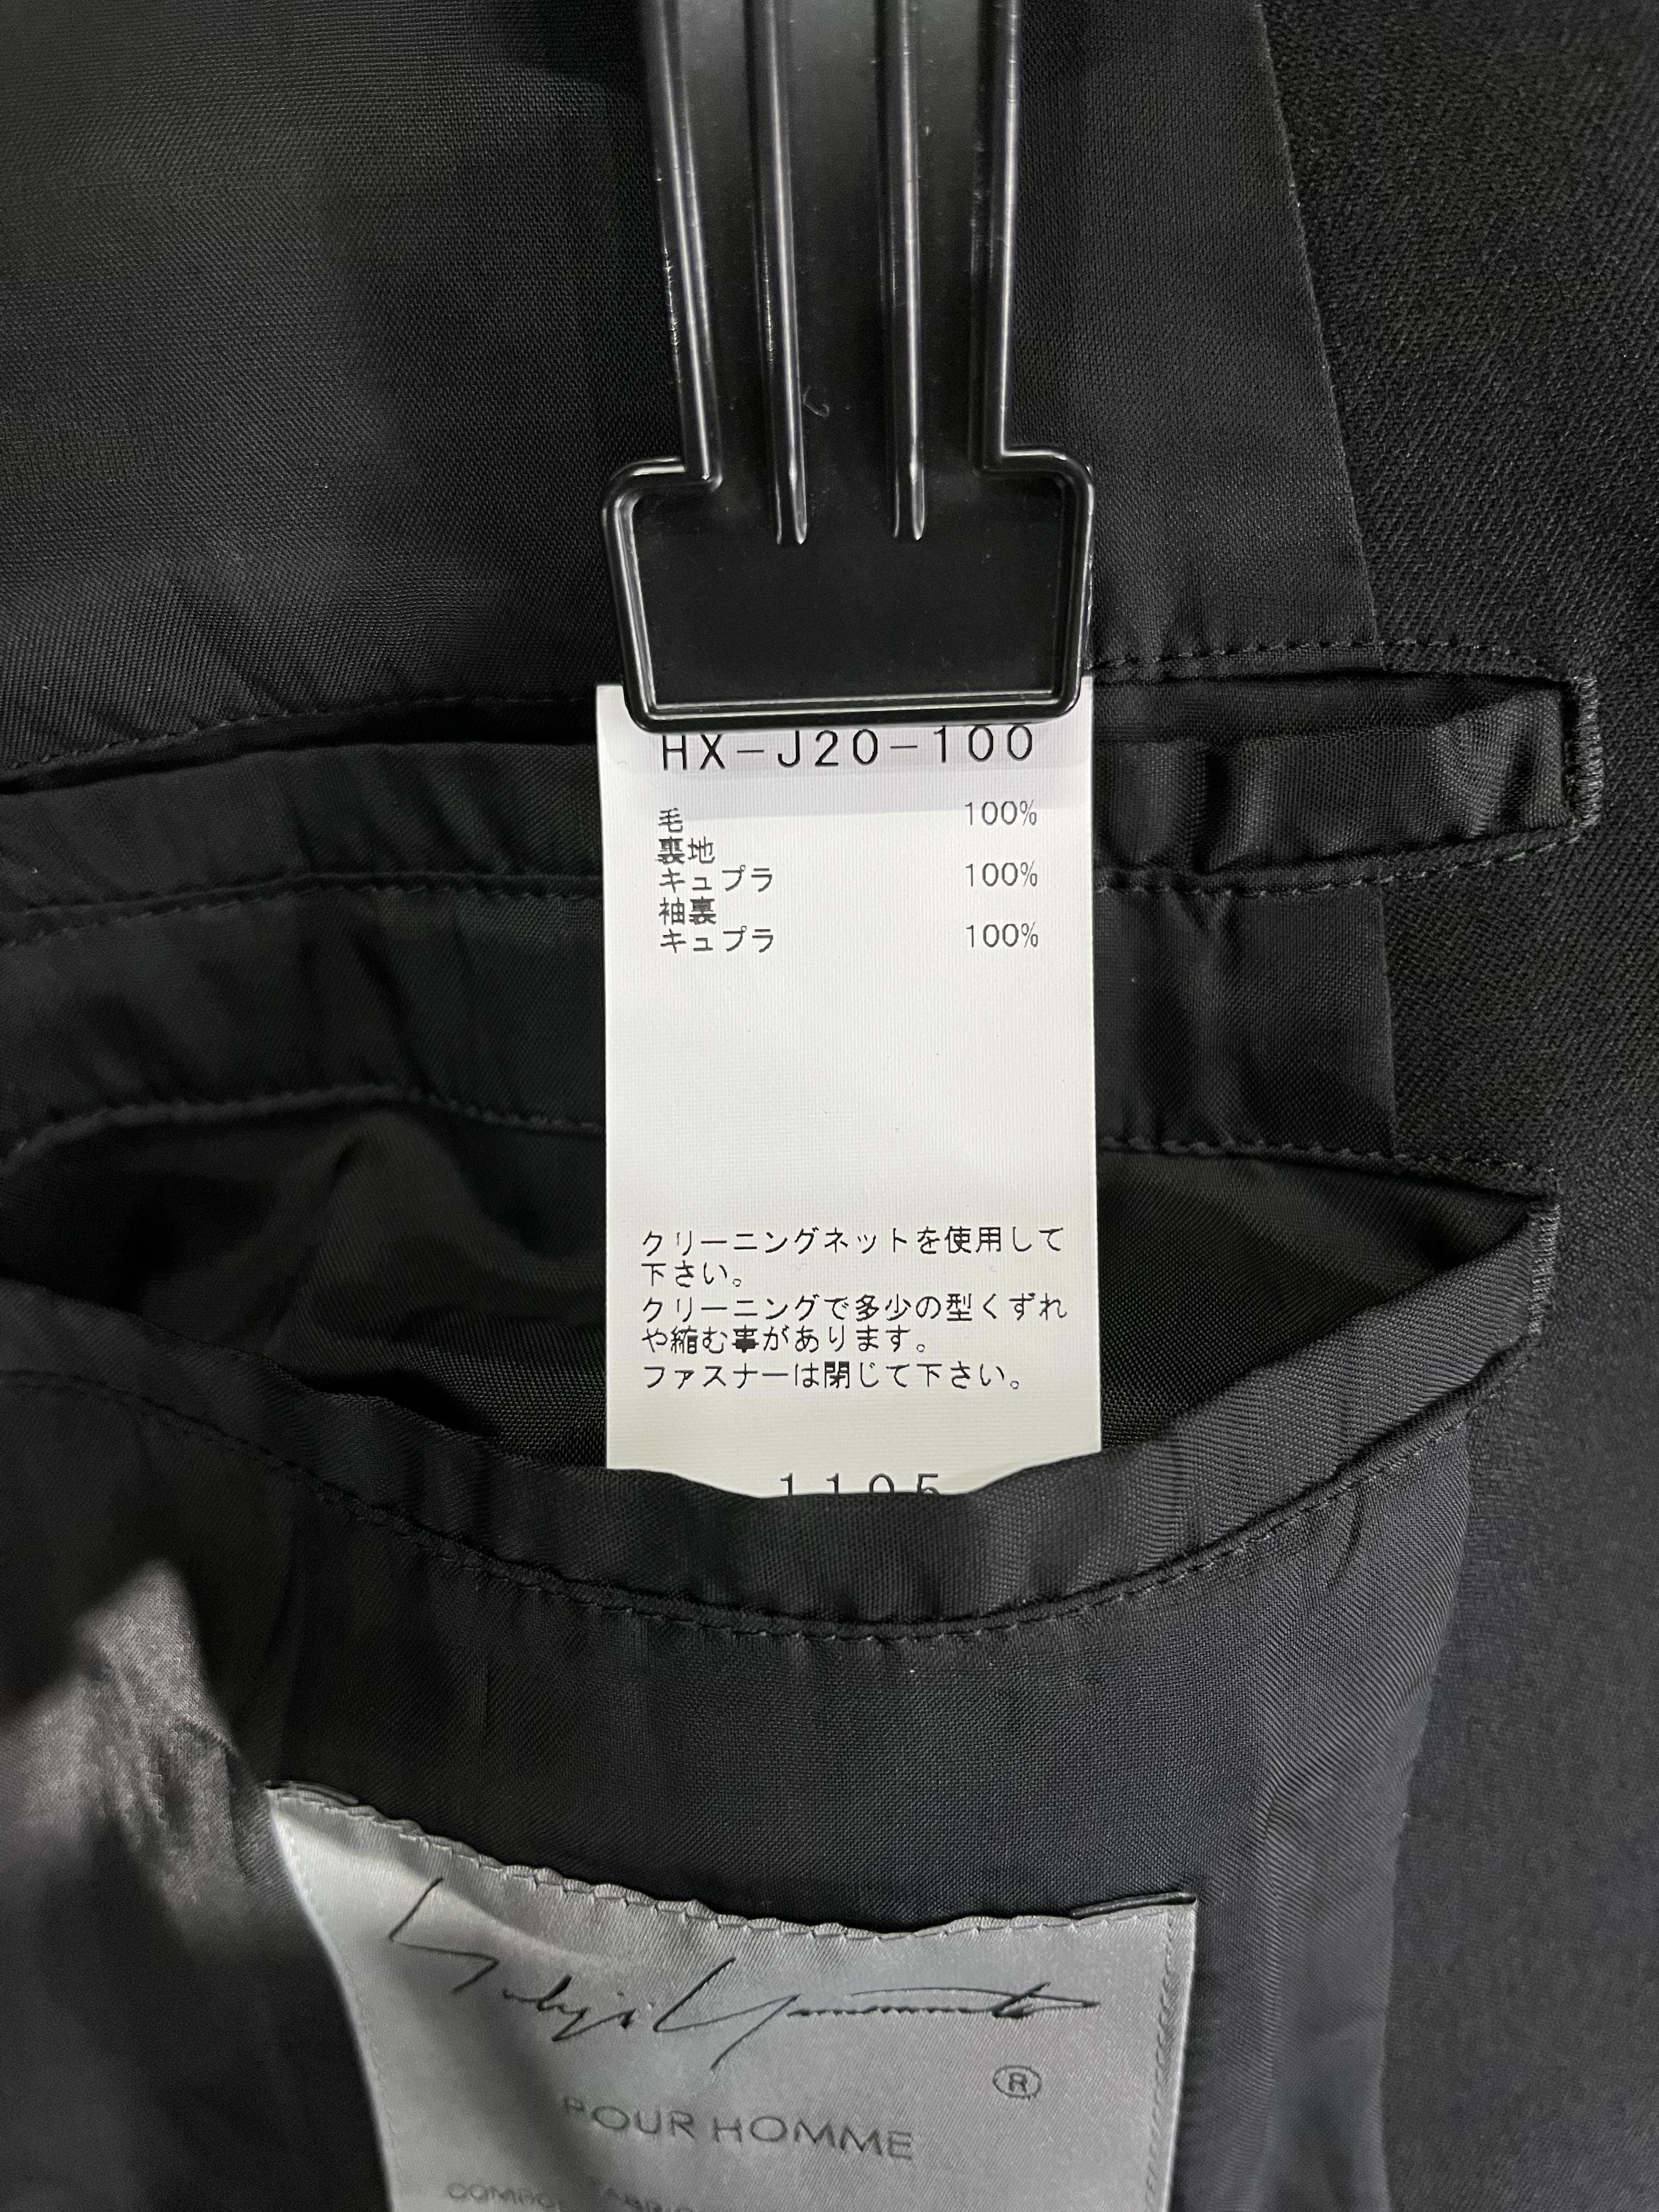 HX-J20-100
毛 100%
裏地
キュプラ 100%
袖裏
キュプラ 100%
クリーニングネットを使用して
下さい。
クリーニングで多少の型くずれ
や縮む事があります。
ファスナーは閉じて下さい。
1105
Yohji Yamamoto
®
POUR HOMME